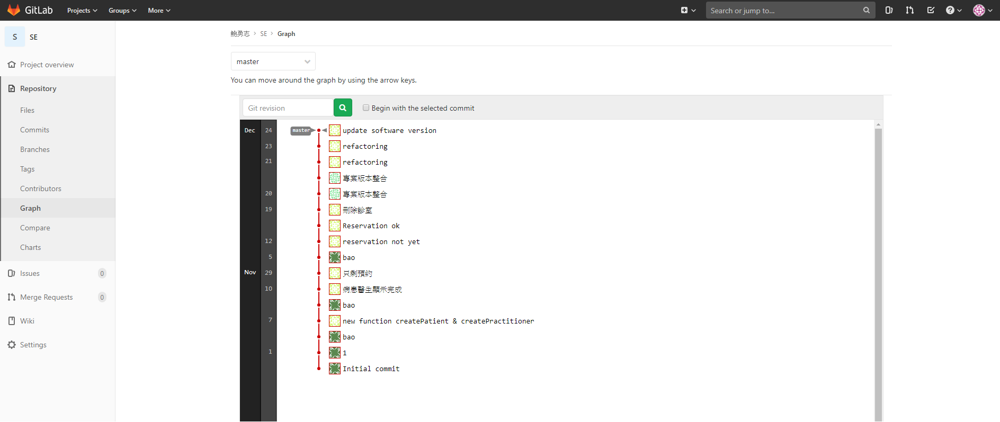 GitLab Projects Groups More Search or jump to...
S SE
Project overview
Repository
Files
Commits
Branches
Tags
Contributors
Graph
Compare
Charts
Issues 0
Merge Requests 0
Wiki
Settings
鮑勇志 > SE > Graph
master
You can move around the graph by using the arrow keys.
Git revision Begin with the selected commit
Dec 24 master update software version
23 refactoring
21 refactoring
專案版本整合
20 專案版本整合
19 刪除診室
Reservation ok
12 reservation not yet
5 bao
Nov 29 只剩預約
10 病患醫生顯示完成
bao
7 new function createPatient & createPractitioner
bao
1 1
Initial commit